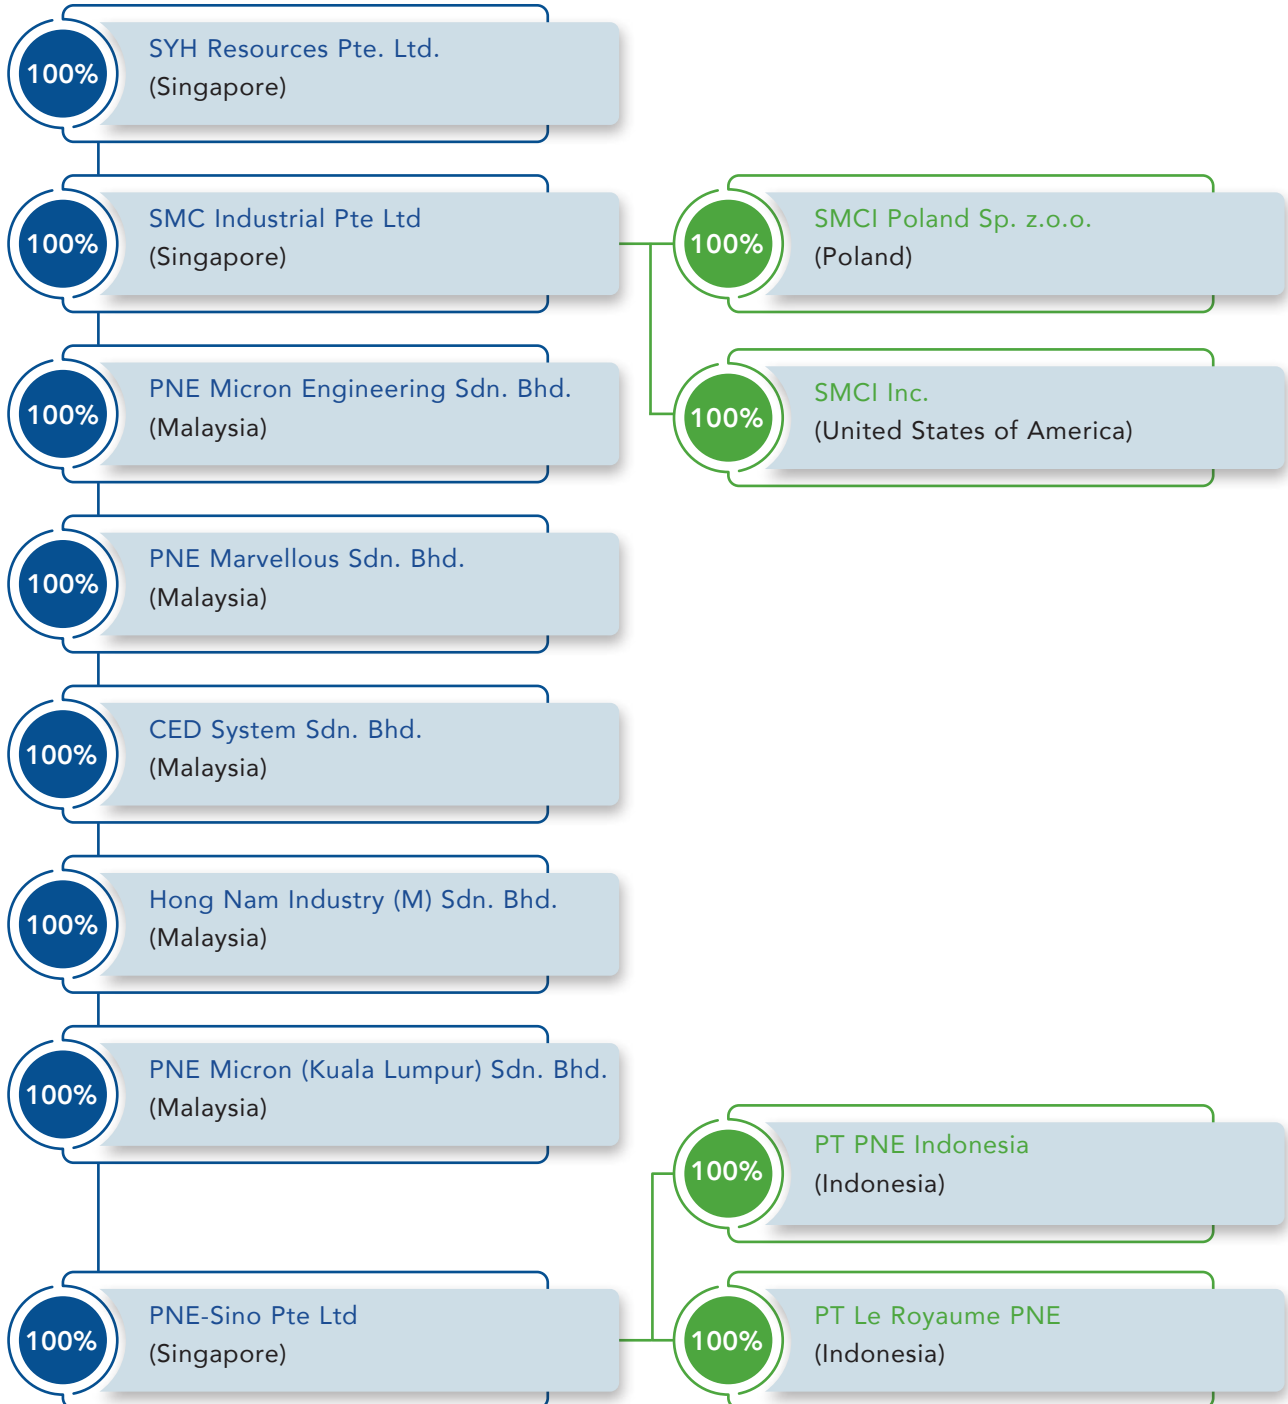 100%
SYH Resources Pte. Ltd.
(Singapore)
100%
SMC Industrial Pte Ltd
(Singapore)
100%
SMCI Poland Sp. z.o.o.
(Poland)
100%
PNE Micron Engineering Sdn. Bhd.
(Malaysia)
100%
SMCI Inc.
(United States of America)
100%
PNE Marvellous Sdn. Bhd.
(Malaysia)
100%
CED System Sdn. Bhd.
(Malaysia)
100%
Hong Nam Industry (M) Sdn. Bhd.
(Malaysia)
100%
PNE Micron (Kuala Lumpur) Sdn. Bhd.
(Malaysia)
100%
PT PNE Indonesia
(Indonesia)
100%
PNE-Sino Pte Ltd
(Singapore)
100%
PT Le Royaume PNE
(Indonesia)